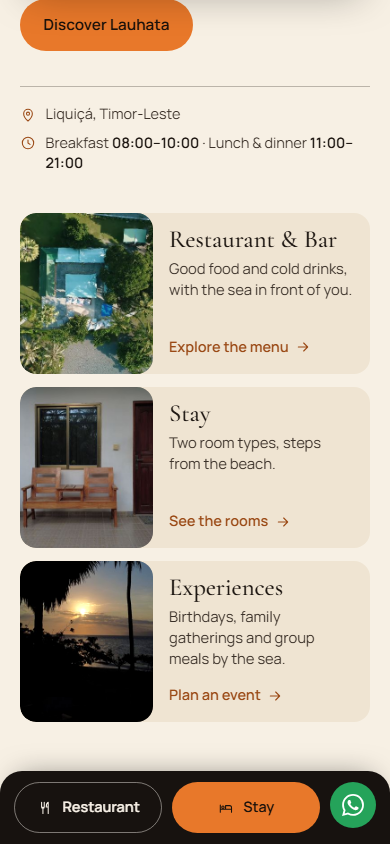 Discover Lauhata
Liquiçá, Timor-Leste
Breakfast 08:00–10:00 · Lunch & dinner 11:00–
21:00
Restaurant & Bar
Good food and cold drinks,
with the sea in front of you.
Explore the menu →
Stay
Two room types, steps
from the beach.
See the rooms →
Experiences
Birthdays, family
gatherings and group
meals by the sea.
Plan an event →
Restaurant
Stay